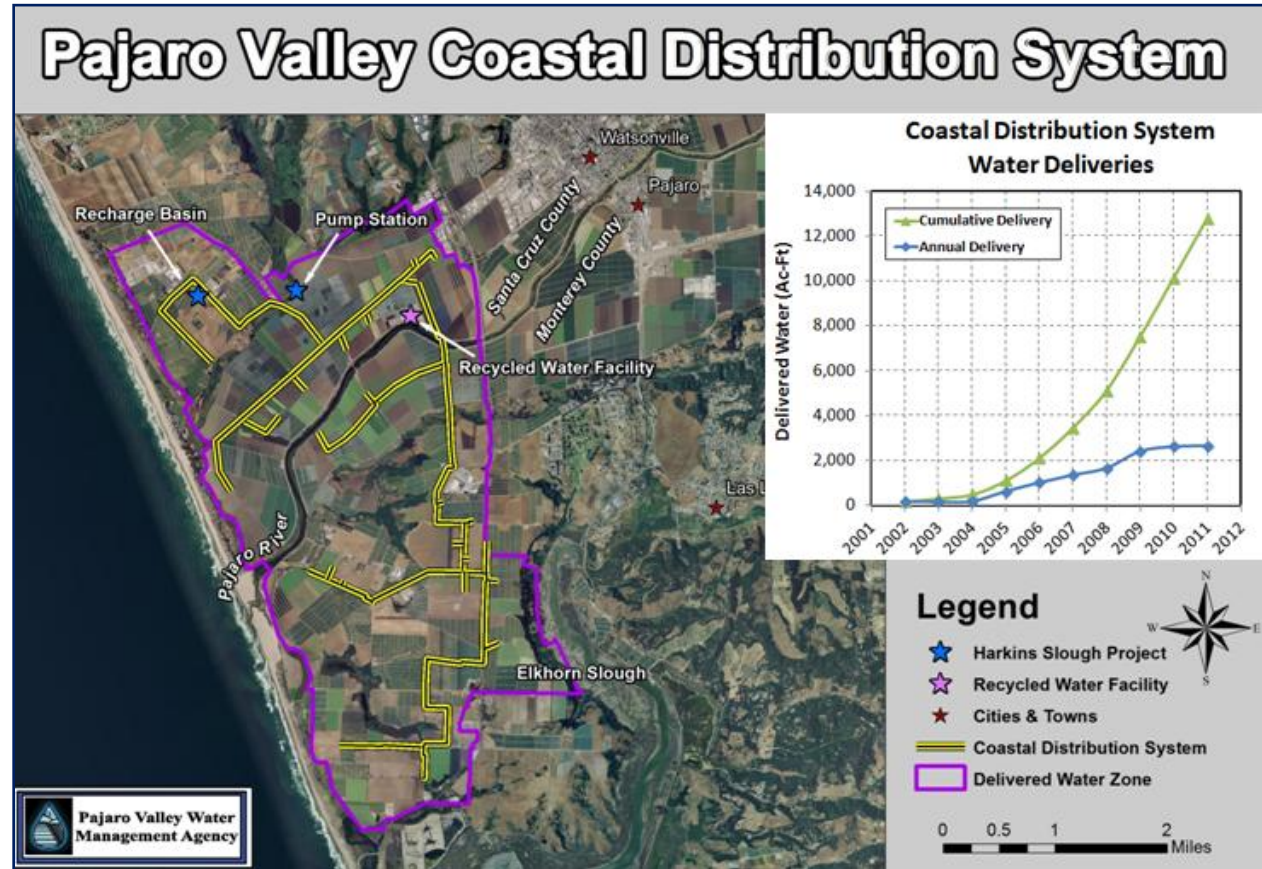 Pajaro Valley Coastal Distribution System
Watsonville
Pajaro
Recharge Basin
Pump Station
Santa Cruz County
Monterey County
Recycled Water Facility
Las
Pajaro River
Elkhorn Slough
Coastal Distribution System
Water Deliveries
14,000
12,000
10,000
8,000
6,000
4,000
2,000
0
Delivered Water (Ac-Ft)
Cumulative Delivery
Annual Delivery
2001 2002 2003 2004 2005 2006 2007 2008 2009 2010 2011 2012
Legend
N
W E
S
Harkins Slough Project
Recycled Water Facility
Cities & Towns
Coastal Distribution System
Delivered Water Zone
0 0.5 1 2
Miles
Pajaro Valley Water
Management Agency